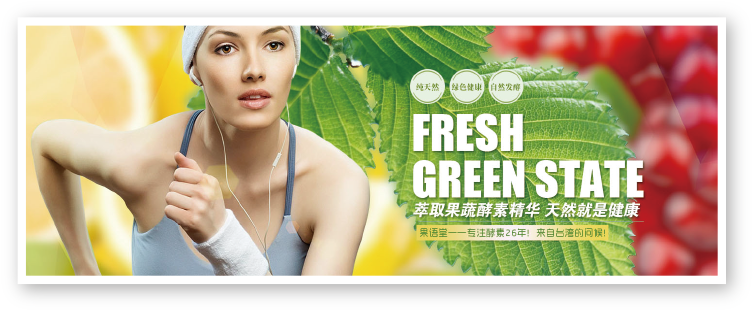 纯天然 绿色健康 自然发酵
FRESH
GREEN STATE
萃取果蔬酵素精华 天然就是健康
果语堂一一专注酵素26年！来自台湾的问候！